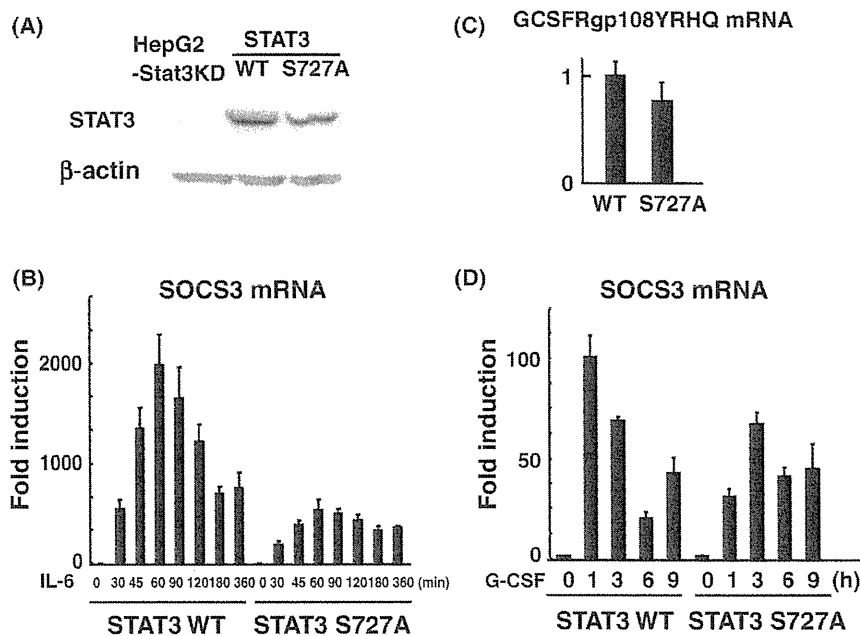 (A)
HepG2
-Stat3KD
STAT3
WT S727A
STAT3
β-actin
(C)
GCSFRgp108YRHQ mRNA
1
0
WT S727A
(B)
SOCS3 mRNA
Fold induction
2000
1000
0
IL-6 0 30 45 60 90 120 180 360 0 30 45 60 90 120 180 360 (min)
STAT3 WT STAT3 S727A
(D)
SOCS3 mRNA
Fold induction
100
50
0
G-CSF 0 1 3 6 9 0 1 3 6 9 (h)
STAT3 WT STAT3 S727A